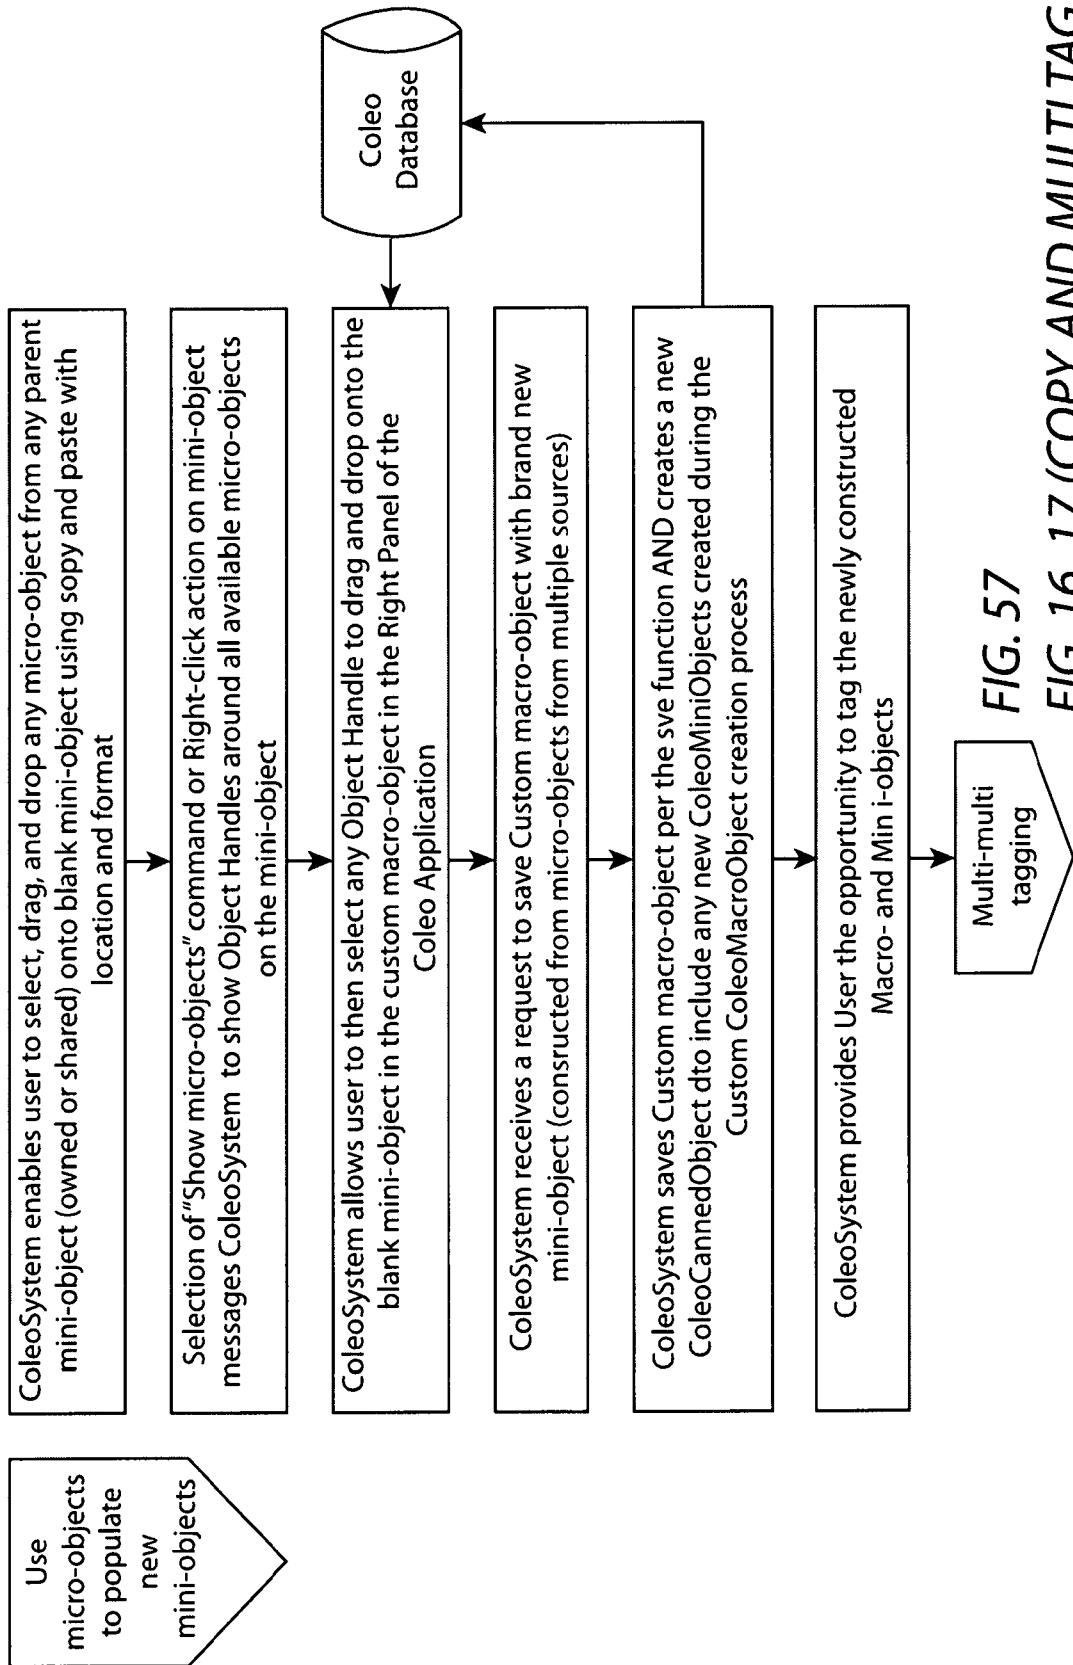 Use
micro-objects
to populate
new
mini-objects
ColeoSystem enables user to select, drag, and drop any micro-object from any parent
mini-object (owned or shared) onto blank mini-object using sopy and paste with
location and format
Selection of "Show micro-objects" command or Right-click action on mini-object
messages ColeoSystem to show Object Handles around all available micro-objects
on the mini-object
ColeoSystem allows user to then select any Object Handle to drag and drop onto the
blank mini-object in the custom macro-object in the Right Panel of the
Coleo Application
Coleo
Database
ColeoSystem receives a request to save Custom macro-object with brand new
mini-object (consructed from micro-objects from multiple sources)
ColeoSystem saves Custom macro-object per the sve function AND creates a new
ColeoCannedObject dto include any new ColeoMiniObjects created during the
Custom ColeoMacroObject creation process
ColeoSystem provides User the opportunity to tag the newly constructed
Macro- and Min i-objects
Multi-multi
tagging
FIG. 57
FIG. 16, 17 (COPY AND MULTI TAG